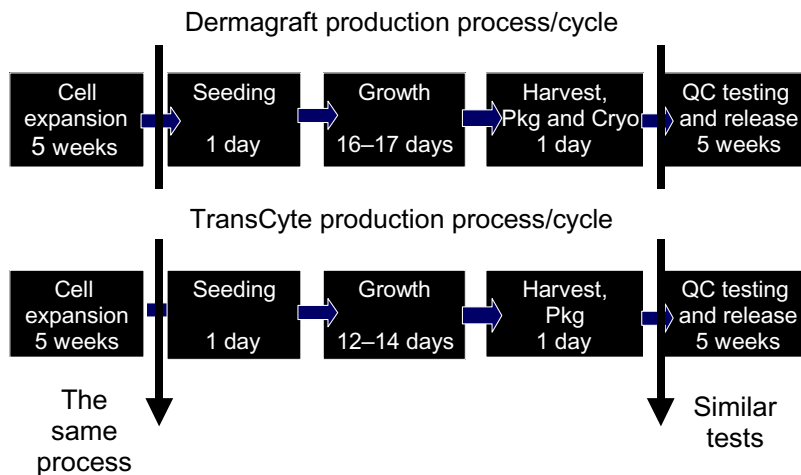 Dermagraft production process/cycle
Cell
expansion
5 weeks
Seeding
1 day
Growth
16–17 days
Harvest,
Pkg and Cryo
1 day
QC testing
and release
5 weeks
TransCyte production process/cycle
Cell
expansion
5 weeks
Seeding
1 day
Growth
12–14 days
Harvest,
Pkg
1 day
QC testing
and release
5 weeks
The
same
process
Similar
tests